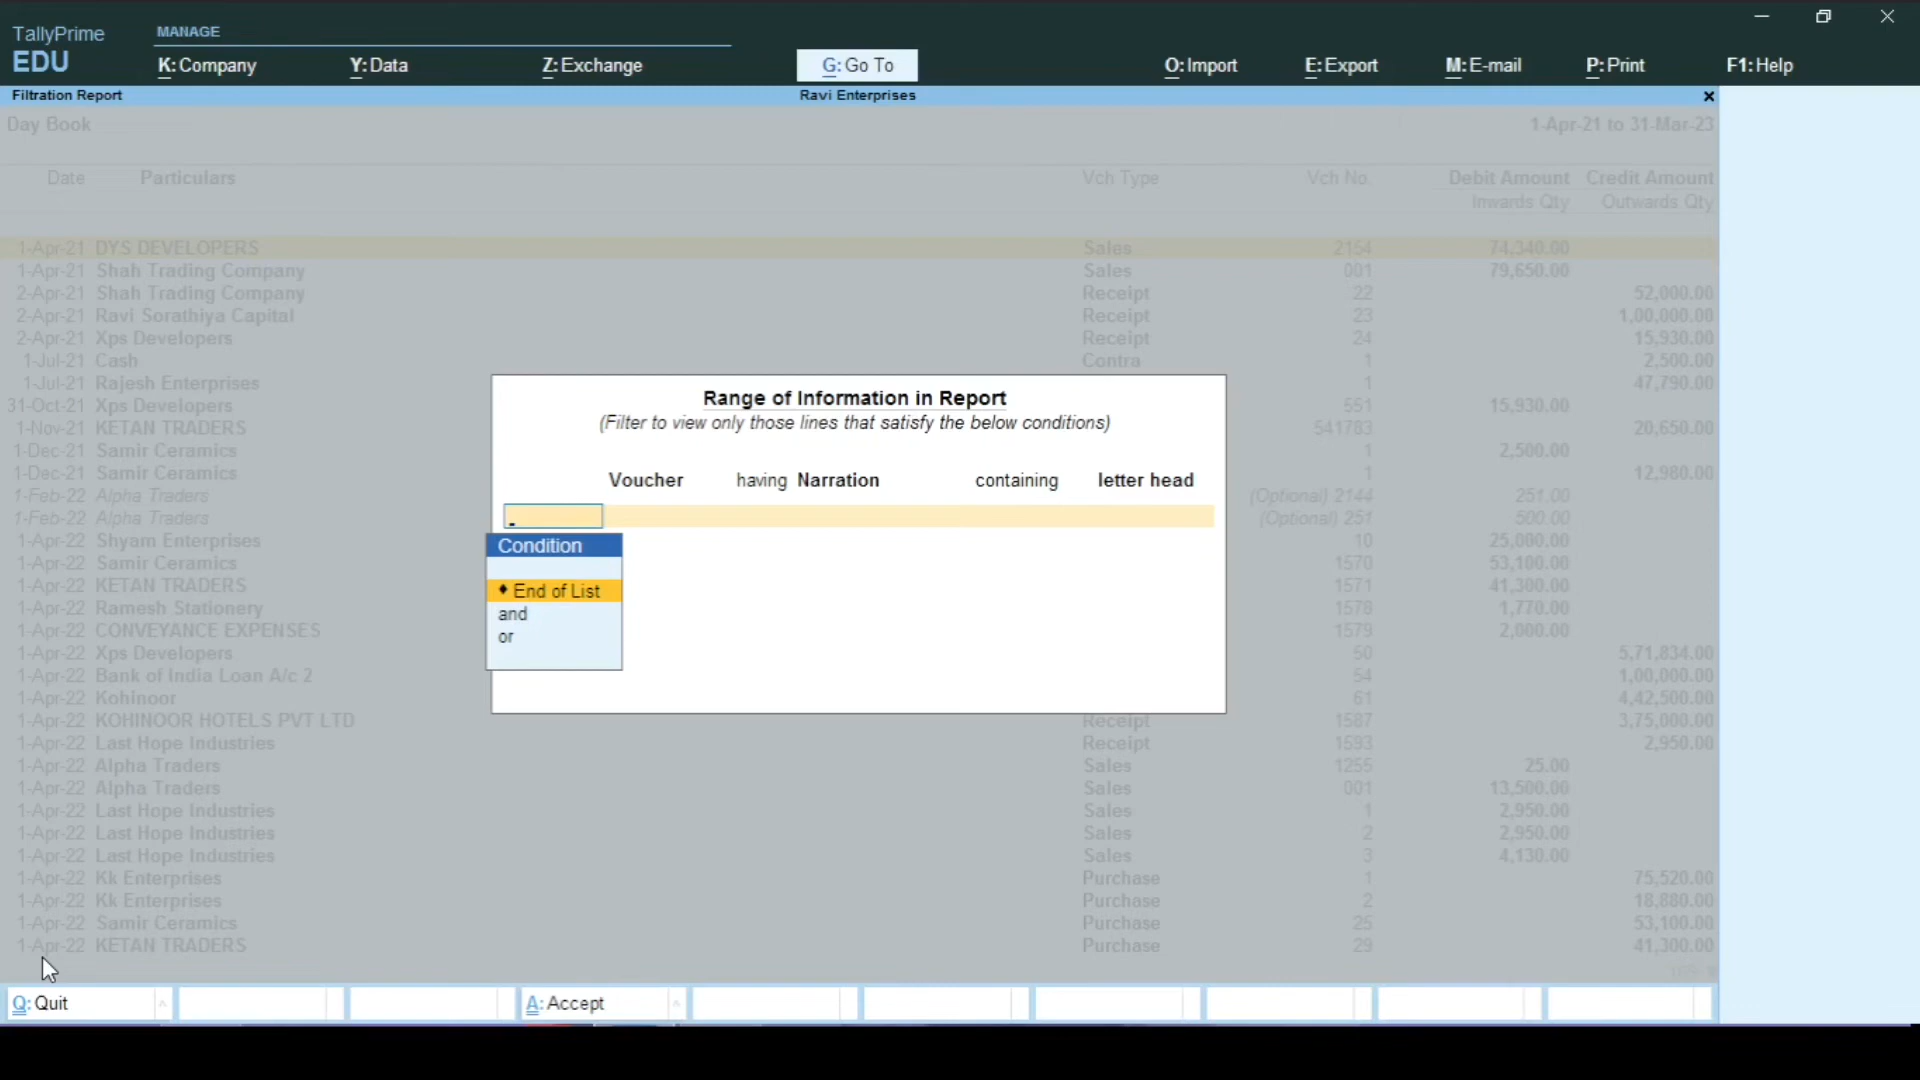 TallyPrime
EDU
MANAGE
K: Company Y: Data Z: Exchange G: Go To O: Import E: Export M: E-mail P: Print F1: Help
Filtration Report Ravi Enterprises
Day Book 1-Apr-21 to 31-Mar-23
Date Particulars Vch Type Vch No. Debit Amount Credit Amount
Inwards Qty Outwards Qty
1-Apr-21 DYS DEVELOPERS Sales 2154 74,340.00
1-Apr-21 Shah Trading Company Sales 001 79,650.00
2-Apr-21 Shah Trading Company Receipt 22 52,000.00
2-Apr-21 Ravi Sorathiya Capital Receipt 23 1,00,000.00
2-Apr-21 Xps Developers Receipt 24 15,930.00
1-Jul-21 Cash Contra 1 2,500.00
1-Jul-21 Rajesh Enterprises 1 47,790.00
31-Oct-21 Xps Developers 551 15,930.00
1-Nov-21 KETAN TRADERS 541783 20,650.00
1-Dec-21 Samir Ceramics 1 2,500.00
1-Dec-21 Samir Ceramics 1 12,980.00
1-Feb-22 Alpha Traders (Optional) 2144 251.00
1-Feb-22 Alpha Traders (Optional) 251 500.00
1-Apr-22 Shyam Enterprises 10 25,000.00
1-Apr-22 Samir Ceramics 1570 53,100.00
1-Apr-22 KETAN TRADERS 1571 41,300.00
1-Apr-22 Ramesh Stationery 1578 1,770.00
1-Apr-22 CONVEYANCE EXPENSES 1579 2,000.00
1-Apr-22 Xps Developers 50 5,71,834.00
1-Apr-22 Bank of India Loan A/c 2 54 1,00,000.00
1-Apr-22 Kohinoor 61 4,42,500.00
1-Apr-22 KOHINOOR HOTELS PVT LTD Receipt 1587 3,75,000.00
1-Apr-22 Last Hope Industries Receipt 1593 2,950.00
1-Apr-22 Alpha Traders Sales 1255 25.00
1-Apr-22 Alpha Traders Sales 001 13,500.00
1-Apr-22 Last Hope Industries Sales 1 2,950.00
1-Apr-22 Last Hope Industries Sales 2 2,950.00
1-Apr-22 Last Hope Industries Sales 3 4,130.00
1-Apr-22 Kk Enterprises Purchase 1 75,520.00
1-Apr-22 Kk Enterprises Purchase 2 18,880.00
1-Apr-22 Samir Ceramics Purchase 25 53,100.00
1-Apr-22 KETAN TRADERS Purchase 29 41,300.00
Range of Information in Report
(Filter to view only those lines that satisfy the below conditions)
Voucher having Narration containing letter head
Condition
♦ End of List
and
or
Q: Quit A: Accept